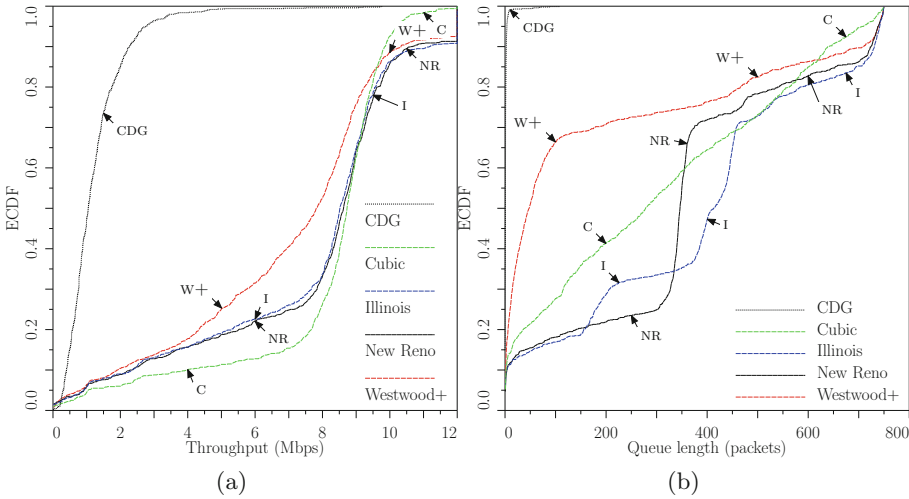 1.0
0.8
0.6
0.4
0.2
0.0
ECDF
CDG
W+
C
NR
I
W+
I
NR
C
CDG
Cubic
Illinois
New Reno
Westwood+
0 2 4 6 8 10 12
Throughput (Mbps)
(a)
1.0
0.8
0.6
0.4
0.2
0.0
ECDF
CDG
C
W+
I
NR
W+
NR
C
I
I
NR
CDG
Cubic
Illinois
New Reno
Westwood+
0 200 400 600 800
Queue length (packets)
(b)